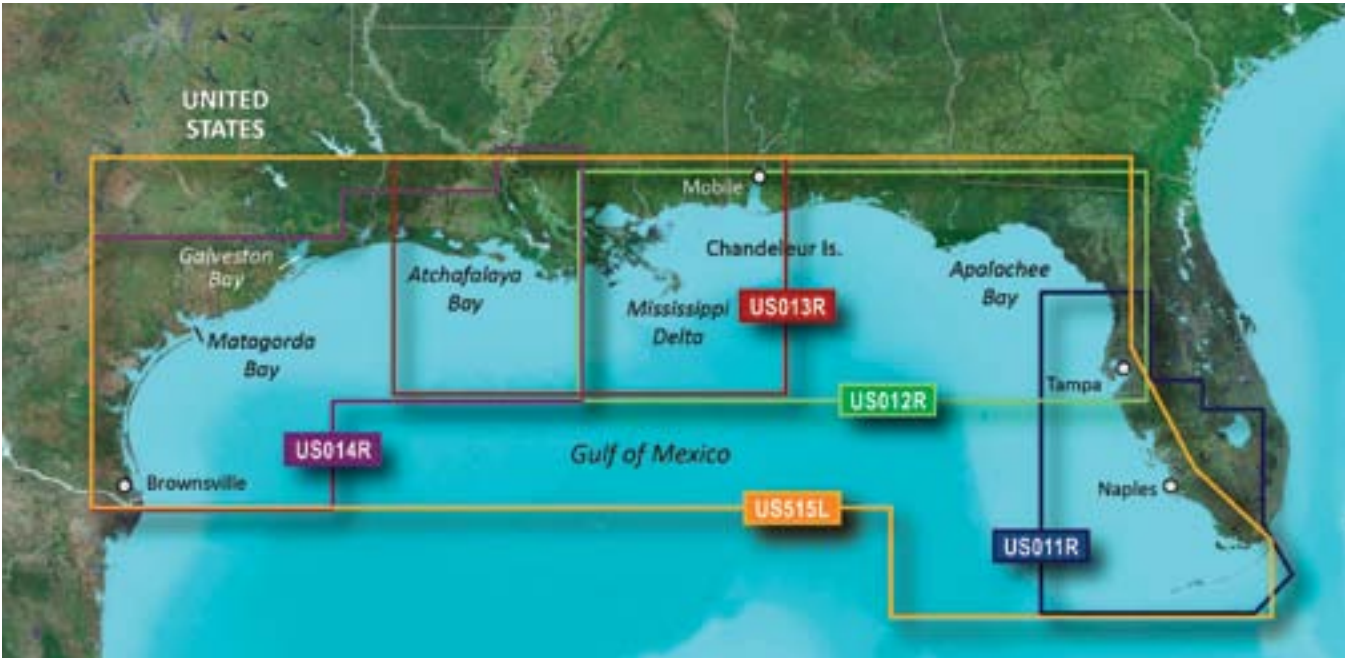 UNITED
STATES
Mobile
Galveston
Bay
Chandeleur Is.
Atchafalaya
Bay
Apalachee
Bay
Mississippi
Delta
US013R
Matagorda
Bay
Tampa
US012R
US014R
Gulf of Mexico
Brownsville
Naples
US515L
US011R